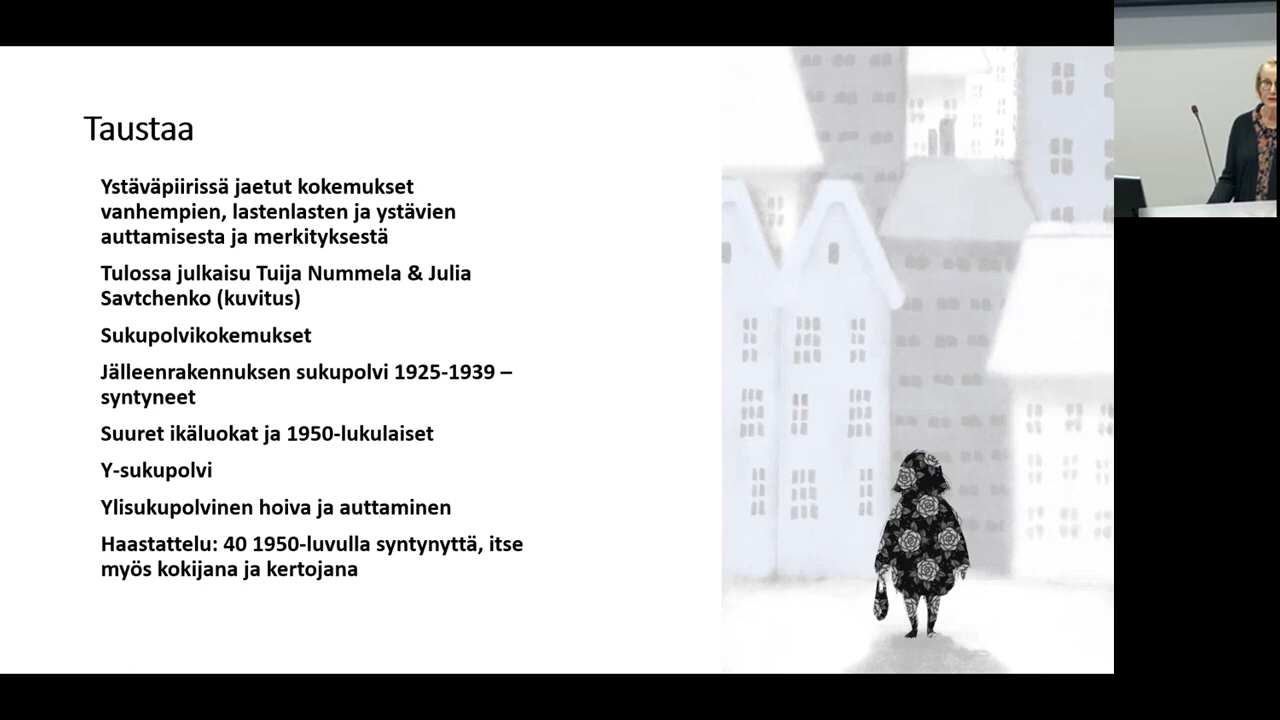 Taustaa
Ystäväpiirissä jaetut kokemukset
vanhempien, lastenlasten ja ystävien
auttamisesta ja merkityksestä
Tulossa julkaisu Tuija Nummela & Julia
Savtchenko (kuvitus)
Sukupolvikokemukset
Jälleenrakennuksen sukupolvi 1925-1939 –
syntyneet
Suuret ikäluokat ja 1950-lukulaiset
Y-sukupolvi
Ylisukupolvinen hoiva ja auttaminen
Haastattelu: 40 1950-luvulla syntynyttä, itse
myös kokijana ja kertojana